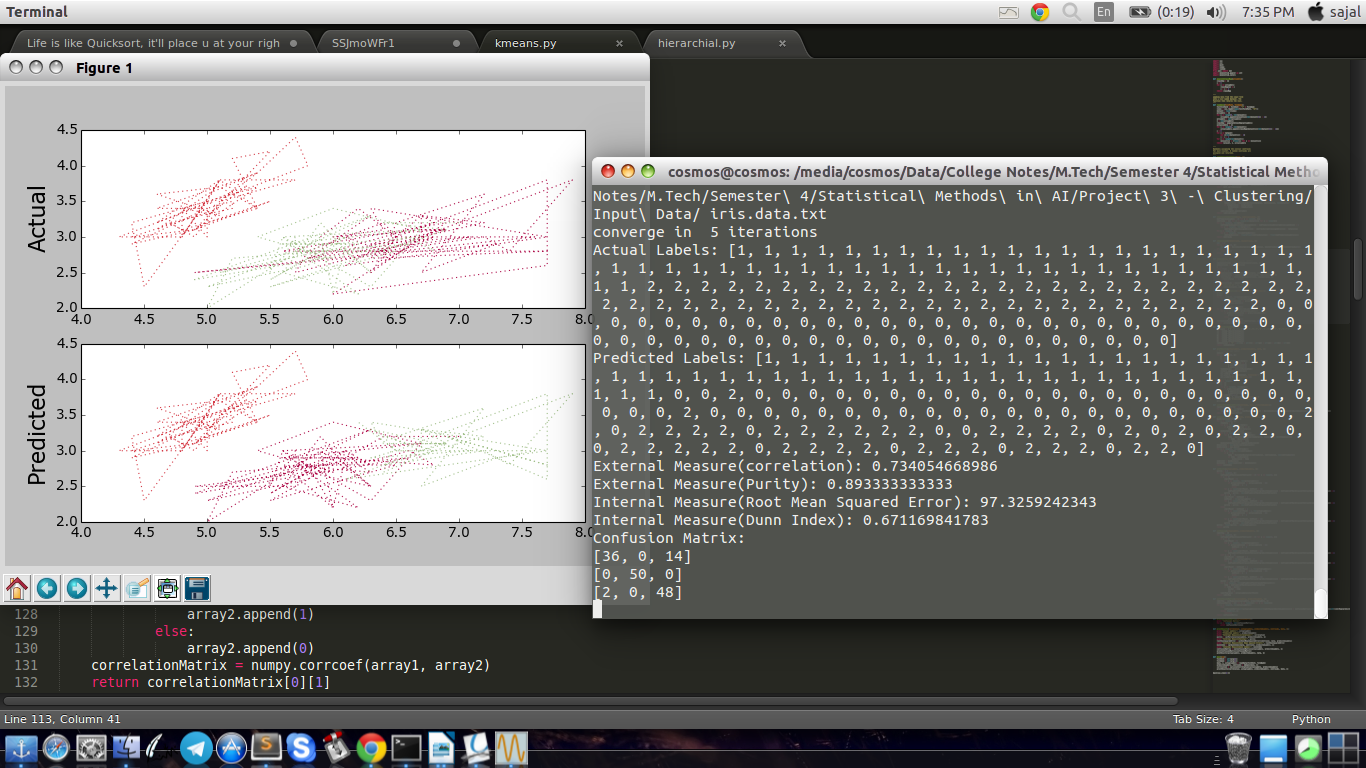 Terminal
En
(0:19)
7:35 PM
sajal
Life is like Quicksort, it'll place u at your righ
SSJmoWFr1
kmeans.py
hierarchial.py
Figure 1
Actual
4.5
4.0
3.5
3.0
2.5
2.0
4.0 4.5 5.0 5.5 6.0 6.5 7.0 7.5 8.0
Predicted
4.5
4.0
3.5
3.0
2.5
2.0
4.0 4.5 5.0 5.5 6.0 6.5 7.0 7.5 8.0
cosmos@cosmos: /media/cosmos/Data/College Notes/M.Tech/Semester 4/Statistical Metho
Notes/M.Tech/Semester\ 4/Statistical\ Methods\ in\ AI/Project\ 3\ -\ Clustering/
Input\ Data/ iris.data.txt
converge in  5 iterations
Actual Labels: [1, 1, 1, 1, 1, 1, 1, 1, 1, 1, 1, 1, 1, 1, 1, 1, 1, 1, 1, 1, 1, 1
, 1, 1, 1, 1, 1, 1, 1, 1, 1, 1, 1, 1, 1, 1, 1, 1, 1, 1, 1, 1, 1, 1, 1, 1, 1, 1,
1, 1, 2, 2, 2, 2, 2, 2, 2, 2, 2, 2, 2, 2, 2, 2, 2, 2, 2, 2, 2, 2, 2, 2, 2, 2, 2,
2, 2, 2, 2, 2, 2, 2, 2, 2, 2, 2, 2, 2, 2, 2, 2, 2, 2, 2, 2, 2, 2, 2, 2, 2, 0, 0
, 0, 0, 0, 0, 0, 0, 0, 0, 0, 0, 0, 0, 0, 0, 0, 0, 0, 0, 0, 0, 0, 0, 0, 0, 0, 0,
0, 0, 0, 0, 0, 0, 0, 0, 0, 0, 0, 0, 0, 0, 0, 0, 0, 0, 0, 0, 0, 0]
Predicted Labels: [1, 1, 1, 1, 1, 1, 1, 1, 1, 1, 1, 1, 1, 1, 1, 1, 1, 1, 1, 1, 1
, 1, 1, 1, 1, 1, 1, 1, 1, 1, 1, 1, 1, 1, 1, 1, 1, 1, 1, 1, 1, 1, 1, 1, 1, 1, 1,
1, 1, 1, 0, 0, 2, 0, 0, 0, 0, 0, 0, 0, 0, 0, 0, 0, 0, 0, 0, 0, 0, 0, 0, 0, 0, 0,
0, 0, 0, 2, 0, 0, 0, 0, 0, 0, 0, 0, 0, 0, 0, 0, 0, 0, 0, 0, 0, 0, 0, 0, 0, 0, 2
, 0, 2, 2, 2, 2, 0, 2, 2, 2, 2, 2, 2, 0, 0, 2, 2, 2, 2, 0, 2, 0, 2, 0, 2, 2, 0,
0, 2, 2, 2, 2, 2, 0, 2, 2, 2, 2, 0, 2, 2, 2, 0, 2, 2, 2, 0, 2, 2, 0]
External Measure(correlation): 0.734054668986
External Measure(Purity): 0.893333333333
Internal Measure(Root Mean Squared Error): 97.3259242343
Internal Measure(Dunn Index): 0.671169841783
Confusion Matrix:
[36, 0, 14]
[0, 50, 0]
[2, 0, 48]
128 array2.append(1)
129 else:
130 array2.append(0)
131 correlationMatrix = numpy.corrcoef(array1, array2)
132 return correlationMatrix[0][1]
Line 113, Column 41
Tab Size: 4
Python